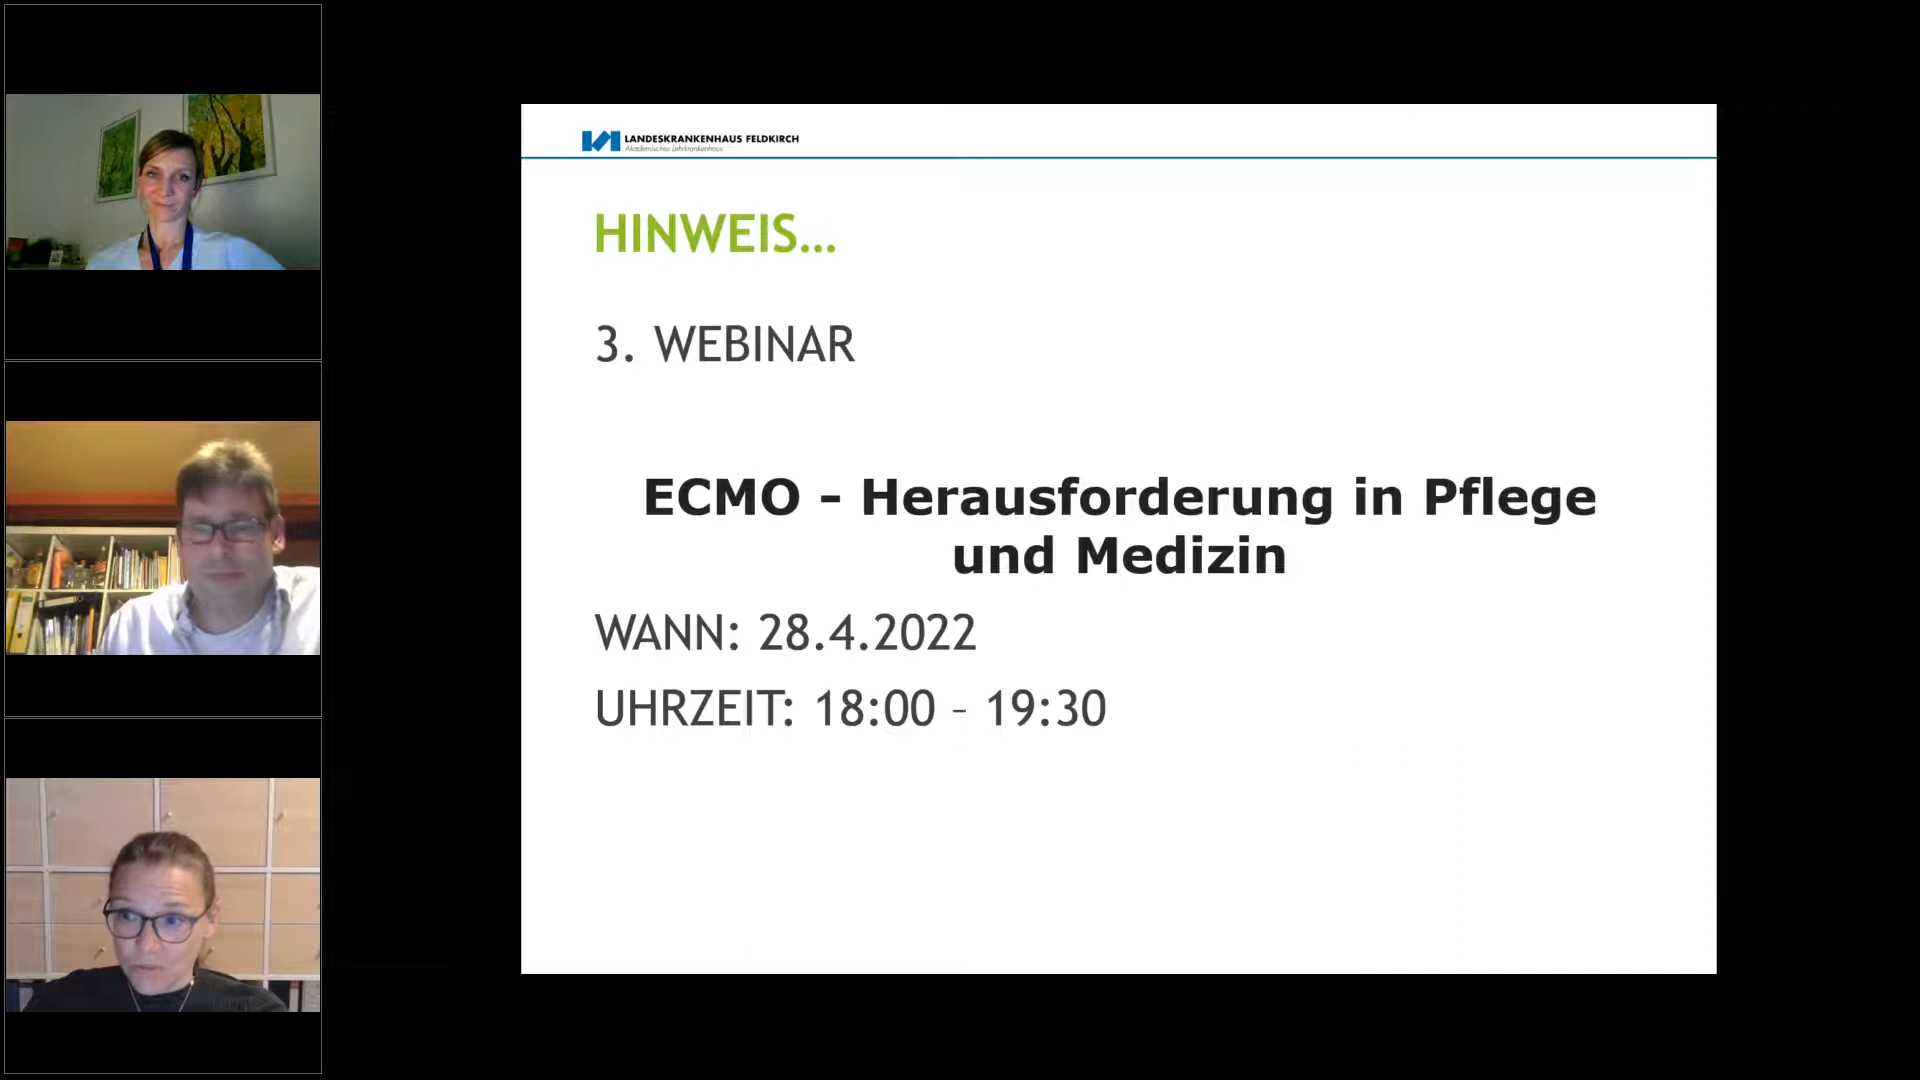 LANDESKRANKENHAUS FELDKIRCH
Akademisches Lehrkrankenhaus
HINWEIS...
3. WEBINAR
ECMO - Herausforderung in Pflege
und Medizin
WANN: 28.4.2022
UHRZEIT: 18:00 – 19:30